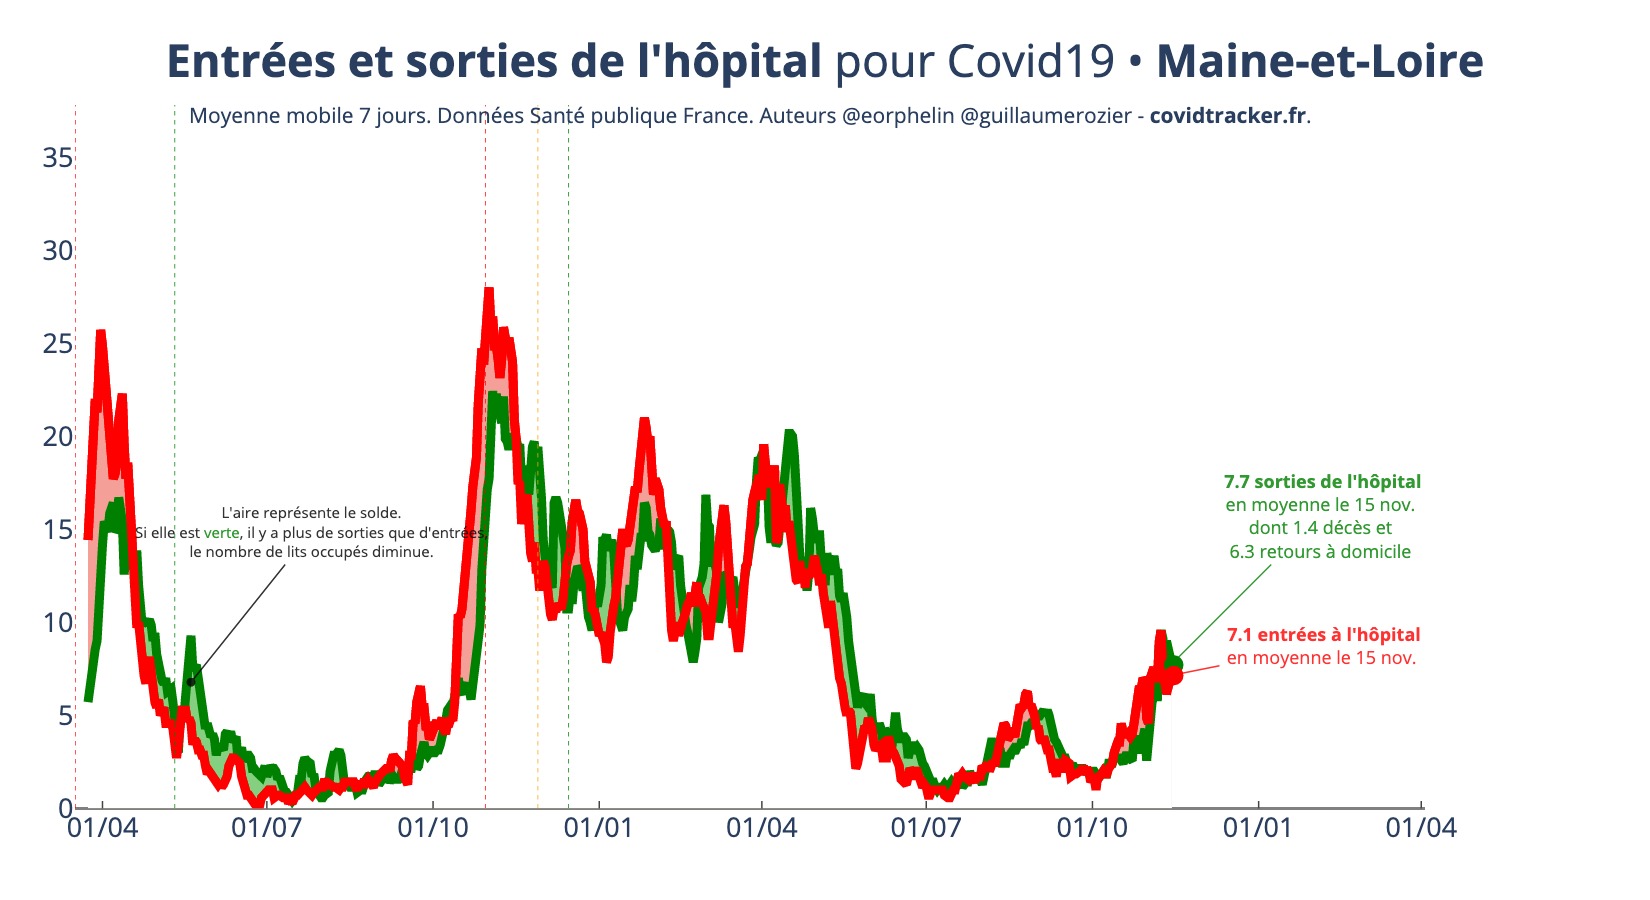 Entrées et sorties de l'hôpital pour Covid19 • Maine-et-Loire
Moyenne mobile 7 jours. Données Santé publique France. Auteurs @eorphelin @guillaumerozier - covidtracker.fr.
35
30
25
20
15
10
5
0
L'aire représente le solde.
Si elle est verte, il y a plus de sorties que d'entrées,
le nombre de lits occupés diminue.
7.7 sorties de l'hôpital
en moyenne le 15 nov.
dont 1.4 décès et
6.3 retours à domicile
7.1 entrées à l'hôpital
en moyenne le 15 nov.
01/04 01/07 01/10 01/01 01/04 01/07 01/10 01/01 01/04